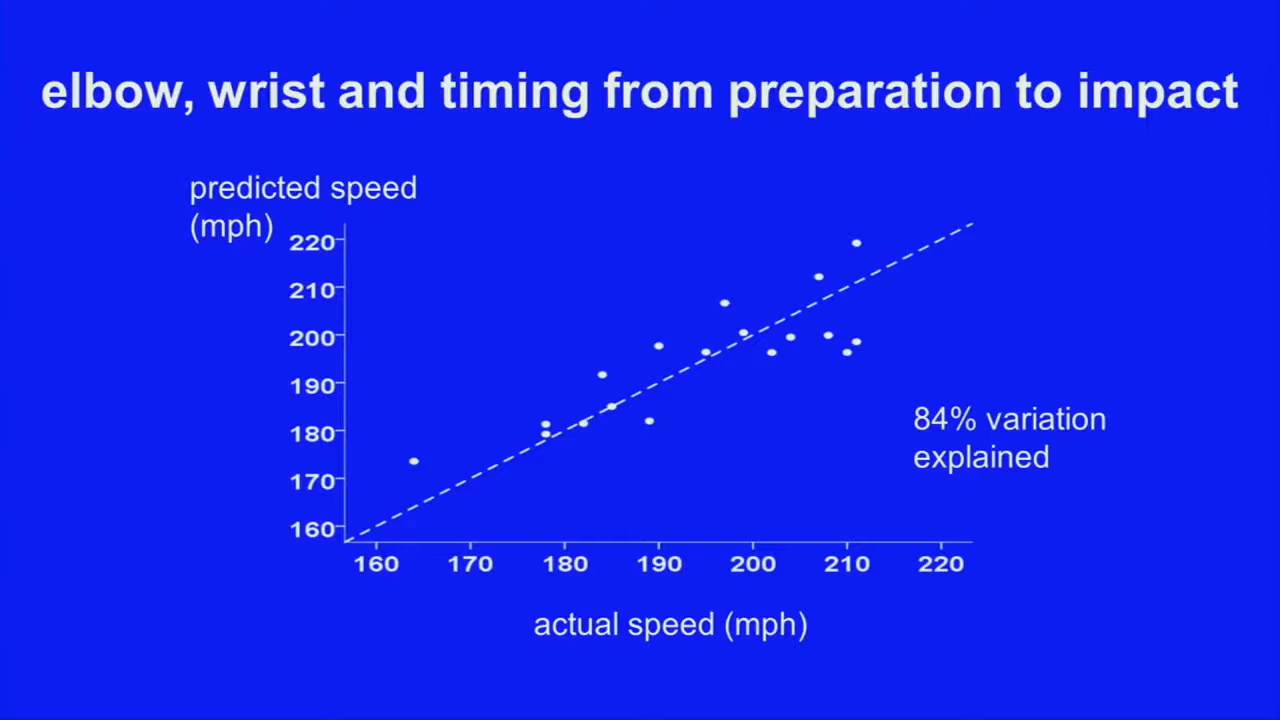 elbow, wrist and timing from preparation to impact
predicted speed
(mph)
220
210
200
190
180
170
160
160 170 180 190 200 210 220
84% variation
explained
actual speed (mph)